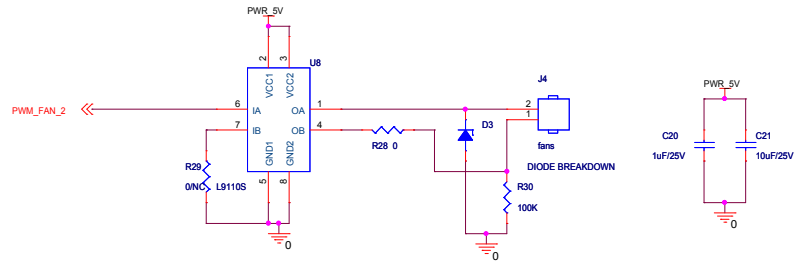 PWR_5V
U8
J4
2
3
VCC1
VCC2
PWR_5V
PWM_FAN_2
6
IA
OA
1
2
7
IB
OB
4
1
D3
C20
C21
R28 0
fans
1uF/25V
10uF/25V
GND1
GND2
DIODE BREAKDOWN
R29
0/NC
L9110S
5
8
R30
100K
0
0
0